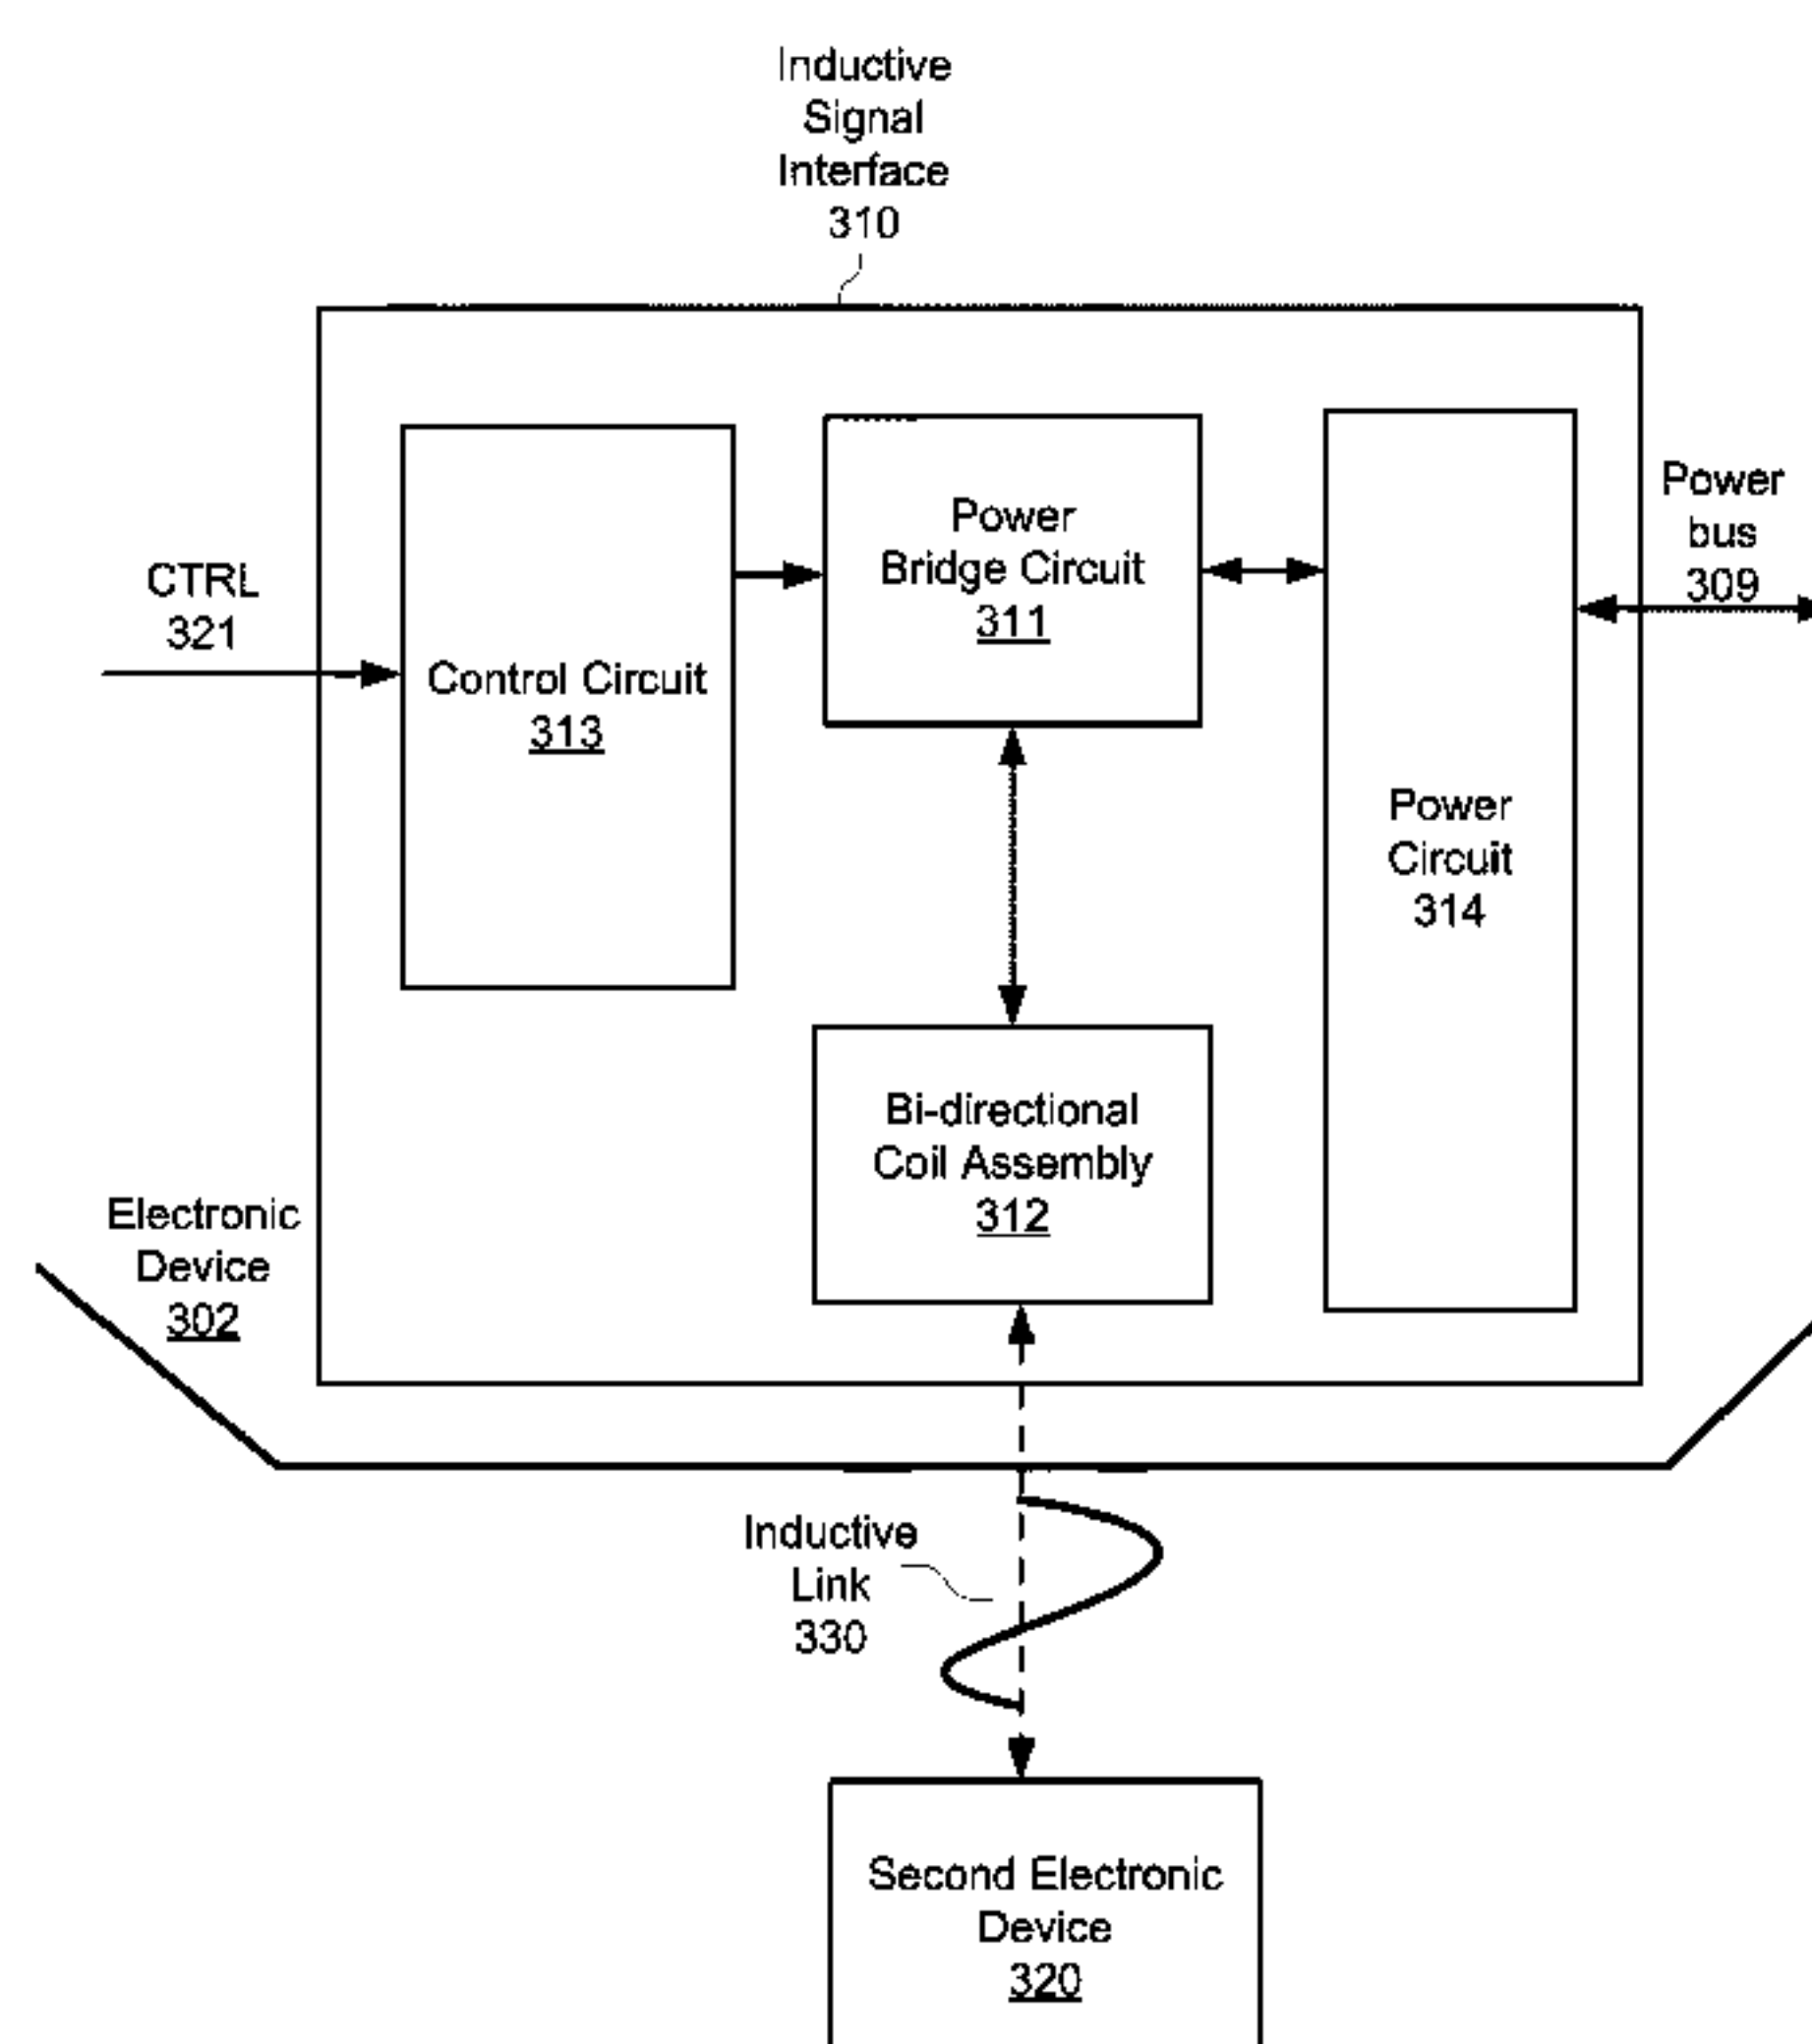 Inductive
Signal
Interface
310
Power
bus
309
CTRL
321
Control Circuit
313
Power
Bridge Circuit
311
Power
Circuit
314
Bi-directional
Coil Assembly
312
Electronic
Device
302
Inductive
Link
330
Second Electronic
Device
320